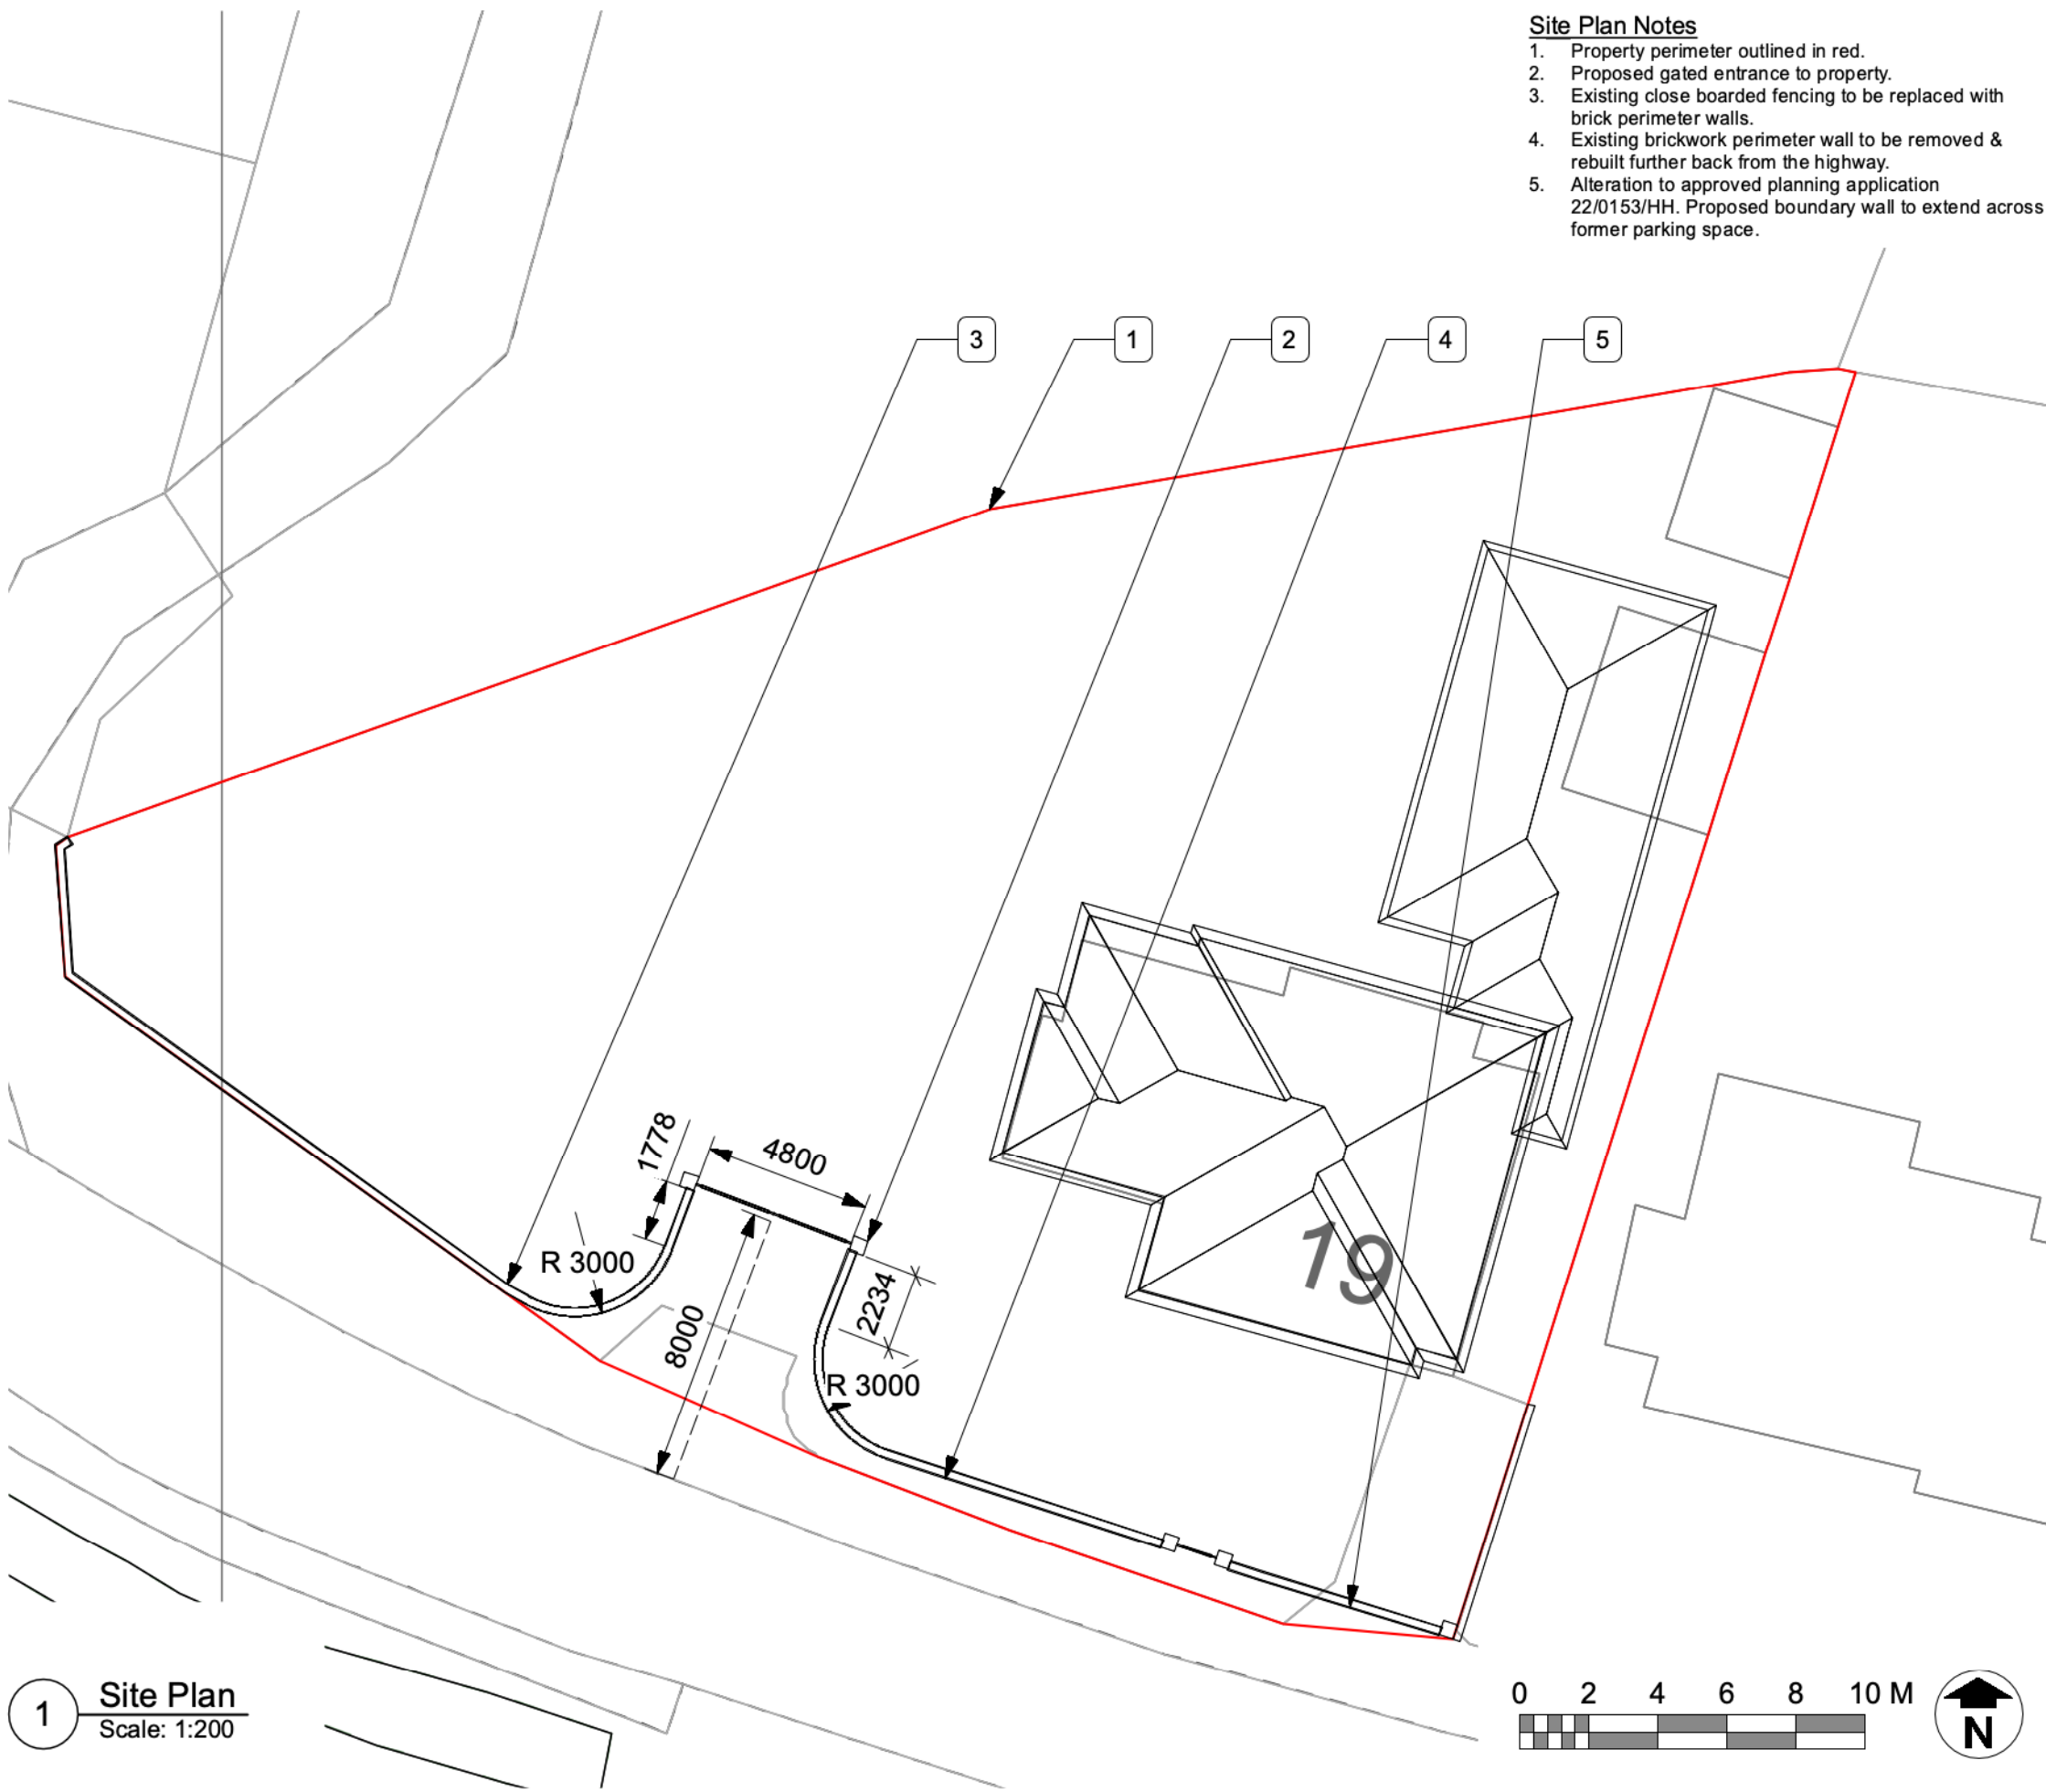 Site Plan Notes
1. Property perimeter outlined in red.
2. Proposed gated entrance to property.
3. Existing close boarded fencing to be replaced with
brick perimeter walls.
4. Existing brickwork perimeter wall to be removed &
rebuilt further back from the highway.
5. Alteration to approved planning application
22/0153/HH. Proposed boundary wall to extend across
former parking space.
3
1
2
4
5
1778
4800
R 3000
8000
2234
R 3000
19
1
Site Plan
Scale: 1:200
0 2 4 6 8 10 M
N